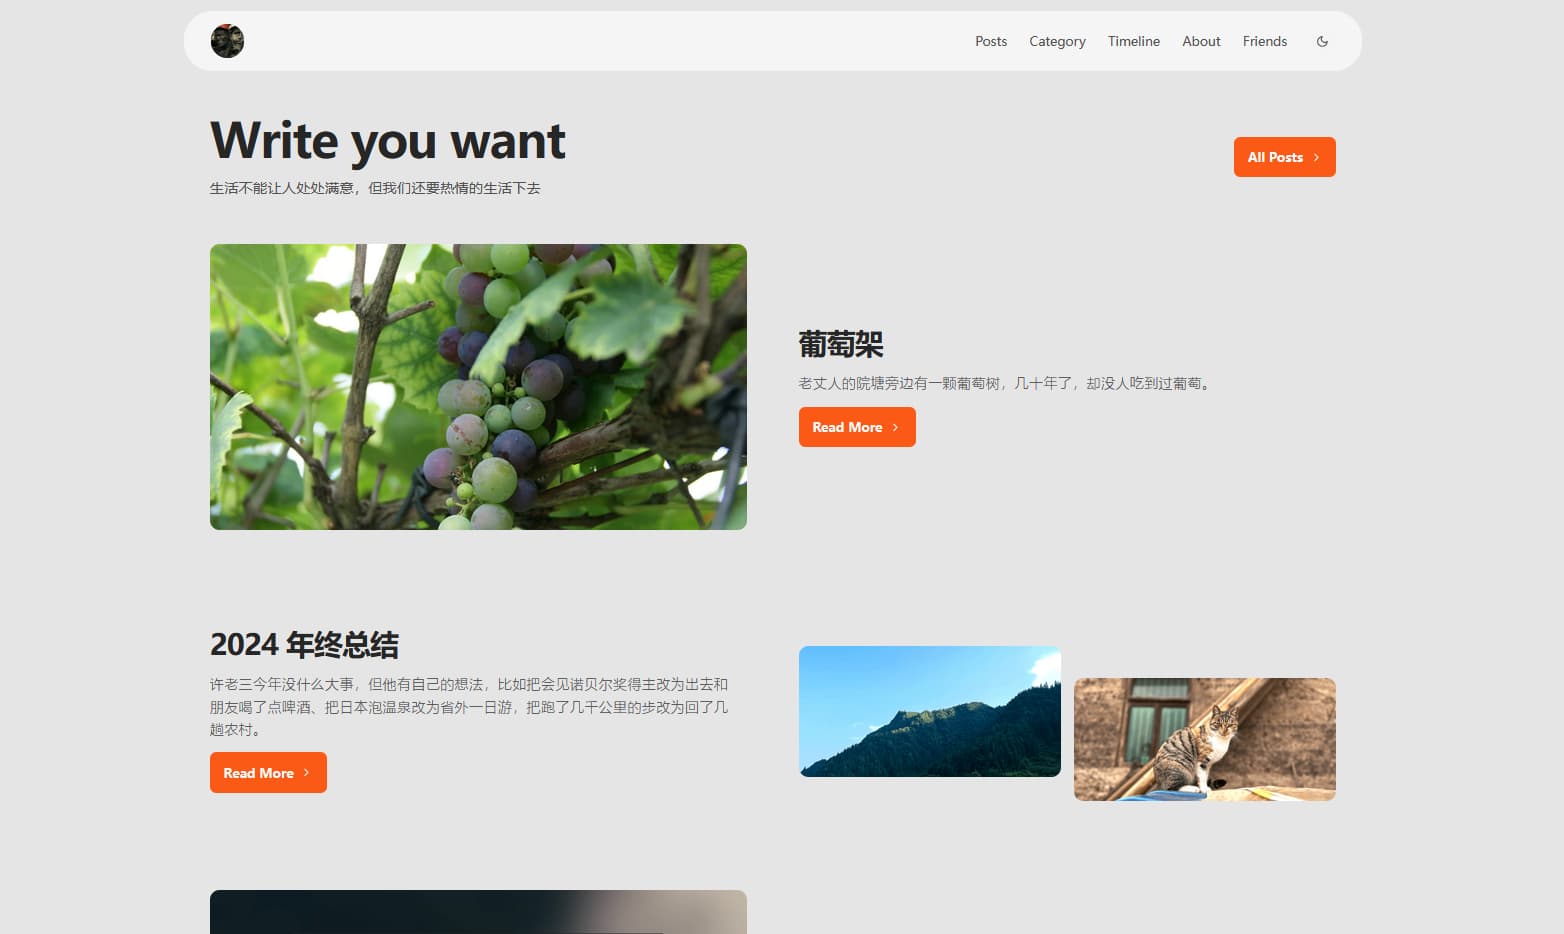 Posts
Category
Timeline
About
Friends
Write you want
生活不能让人处处满意，但我们还要热情的生活下去
All Posts
葡萄架
老丈人的院墙旁边有一颗葡萄树，几十年了，却没人吃到过葡萄。
Read More
2024 年终总结
许老三今年没什么大事，但他有自己的想法，比如把会见诺贝尔奖得主改为出去和
朋友喝了点啤酒、把日本泡温泉改为省外一日游，把跑了几千公里的步改为回了几
趟农村。
Read More